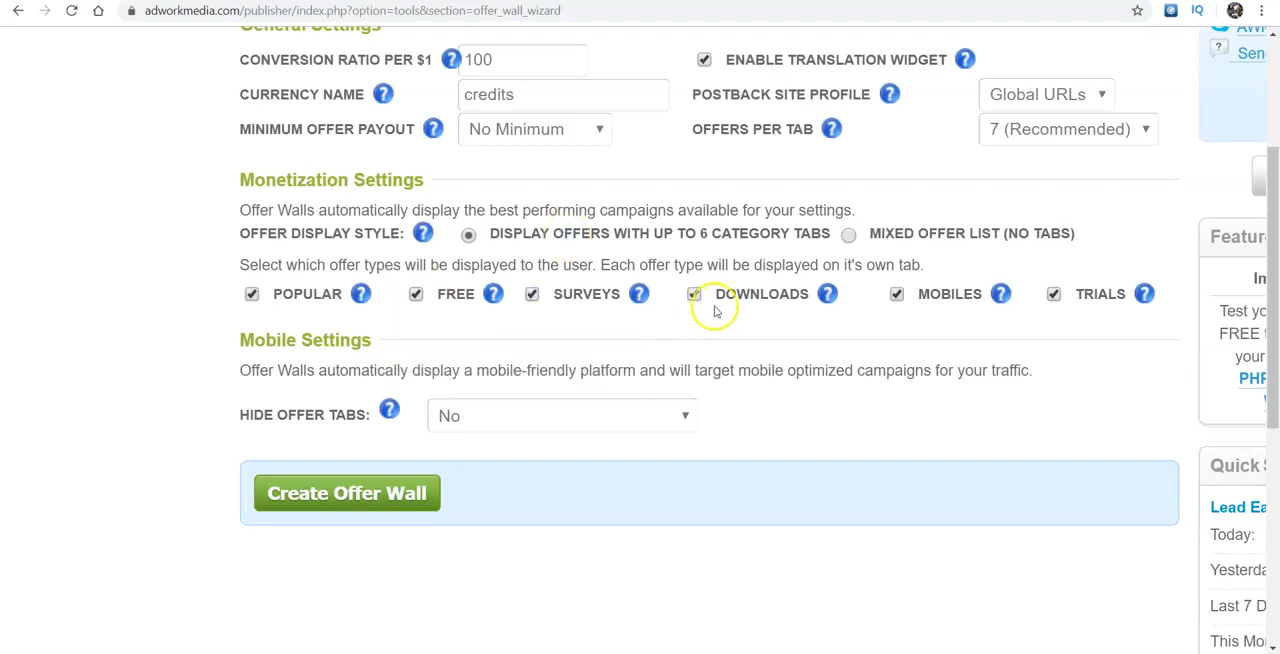 adworkmedia.com/publisher/index.php?option=tools&section=offer_wall_wizard
IQ
General Settings
CONVERSION RATIO PER $1 ? 100
ENABLE TRANSLATION WIDGET ?
CURRENCY NAME ? credits
POSTBACK SITE PROFILE ? Global URLs
MINIMUM OFFER PAYOUT ? No Minimum
OFFERS PER TAB ? 7 (Recommended)
Monetization Settings
Offer Walls automatically display the best performing campaigns available for your settings.
OFFER DISPLAY STYLE: ? DISPLAY OFFERS WITH UP TO 6 CATEGORY TABS MIXED OFFER LIST (NO TABS)
Select which offer types will be displayed to the user. Each offer type will be displayed on it's own tab.
POPULAR ? FREE ? SURVEYS ? DOWNLOADS ? MOBILES ? TRIALS ?
Mobile Settings
Offer Walls automatically display a mobile-friendly platform and will target mobile optimized campaigns for your traffic.
HIDE OFFER TABS: ? No
Create Offer Wall
? Sen
Featur
Test yo
FREE
your
PHP
Quick
Lead Ea
Today:
Yesterda
Last 7 D
This Mo